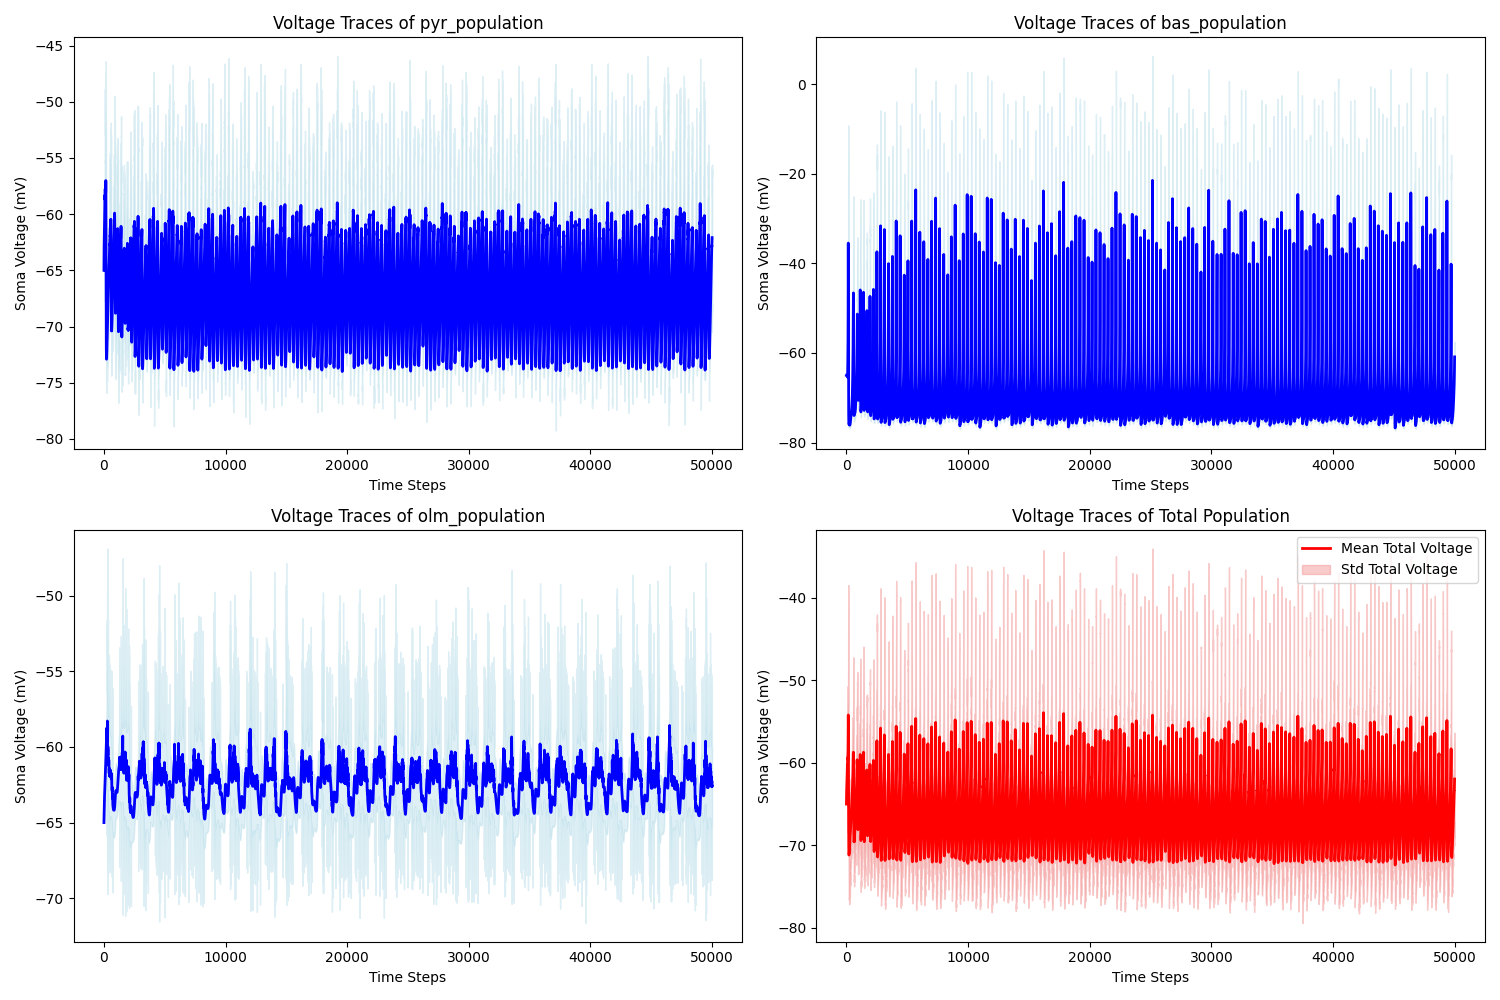 Voltage Traces of pyr_population
Soma Voltage (mV)
−45
−50
−55
−60
−65
−70
−75
−80
0 10000 20000 30000 40000 50000
Time Steps
Voltage Traces of bas_population
Soma Voltage (mV)
0
−20
−40
−60
−80
0 10000 20000 30000 40000 50000
Time Steps
Voltage Traces of olm_population
Soma Voltage (mV)
−50
−55
−60
−65
−70
0 10000 20000 30000 40000 50000
Time Steps
Voltage Traces of Total Population
Mean Total Voltage
Std Total Voltage
Soma Voltage (mV)
−40
−50
−60
−70
−80
0 10000 20000 30000 40000 50000
Time Steps